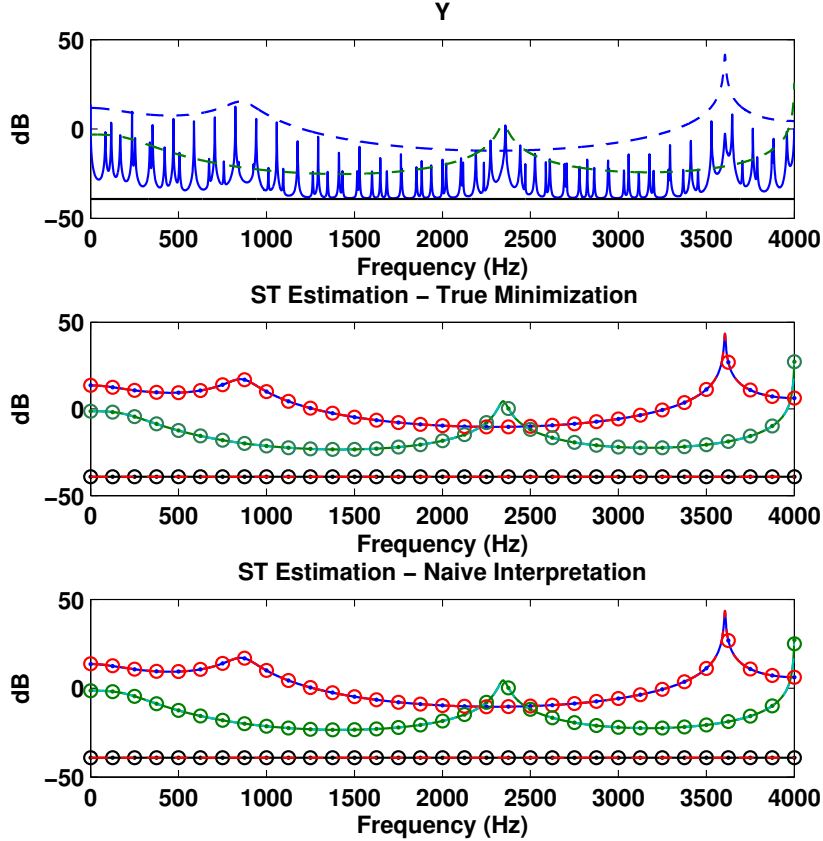 Y
50
0
−50
dB
0 500 1000 1500 2000 2500 3000 3500 4000
Frequency (Hz)
ST Estimation − True Minimization
50
0
−50
dB
0 500 1000 1500 2000 2500 3000 3500 4000
Frequency (Hz)
ST Estimation − Naive Interpretation
50
0
−50
dB
0 500 1000 1500 2000 2500 3000 3500 4000
Frequency (Hz)